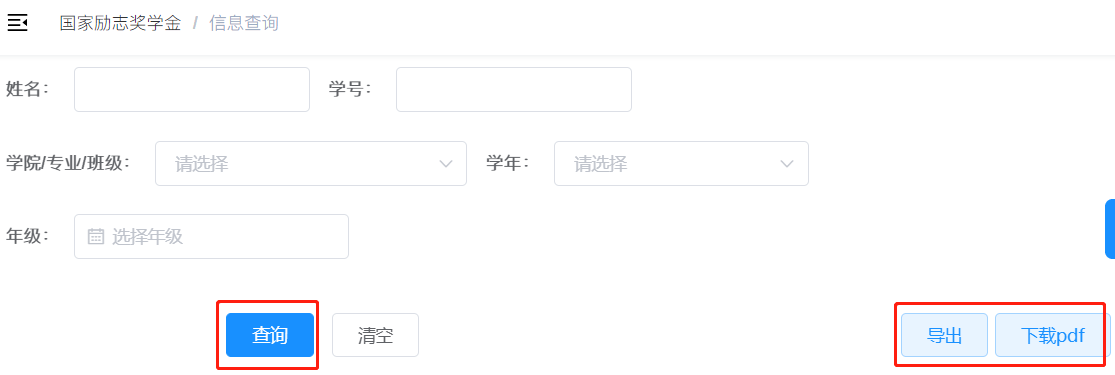 国家励志奖学金 / 信息查询
姓名： 学号：
学院/专业/班级： 请选择 学年： 请选择
年级： 选择年级
查询 清空 导出 下载pdf